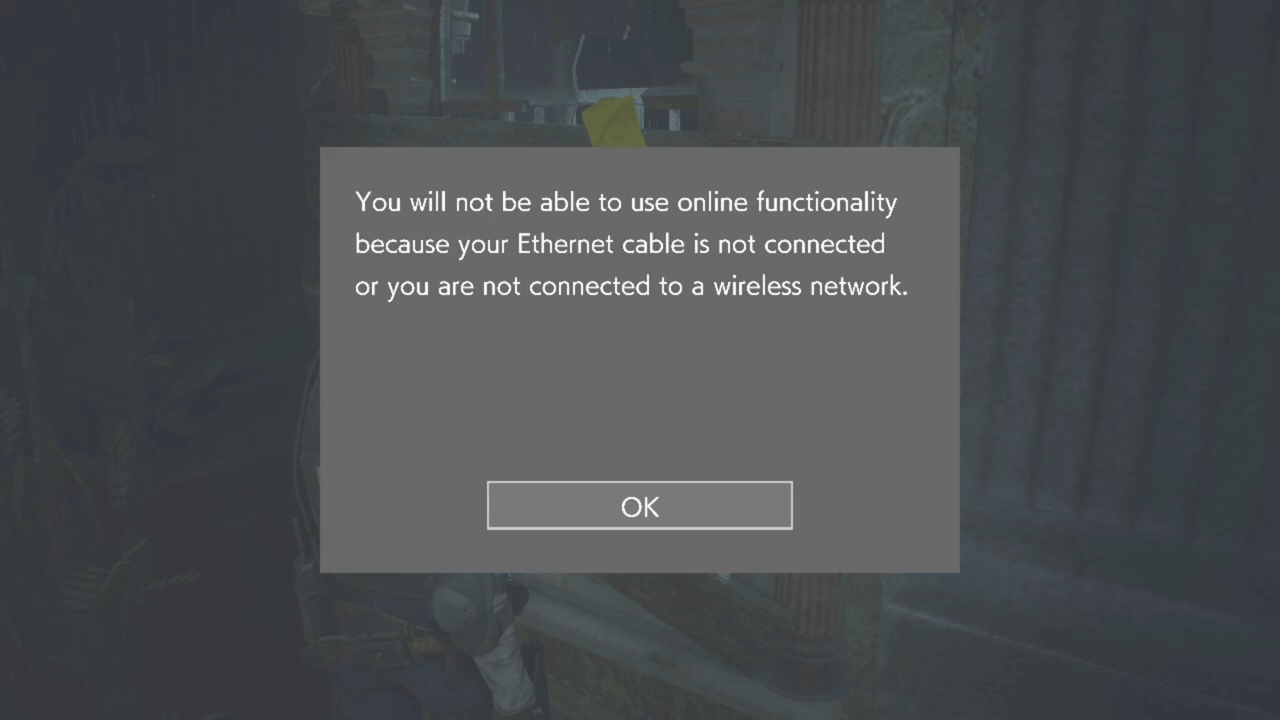 You will not be able to use online functionality
because your Ethernet cable is not connected
or you are not connected to a wireless network.
OK